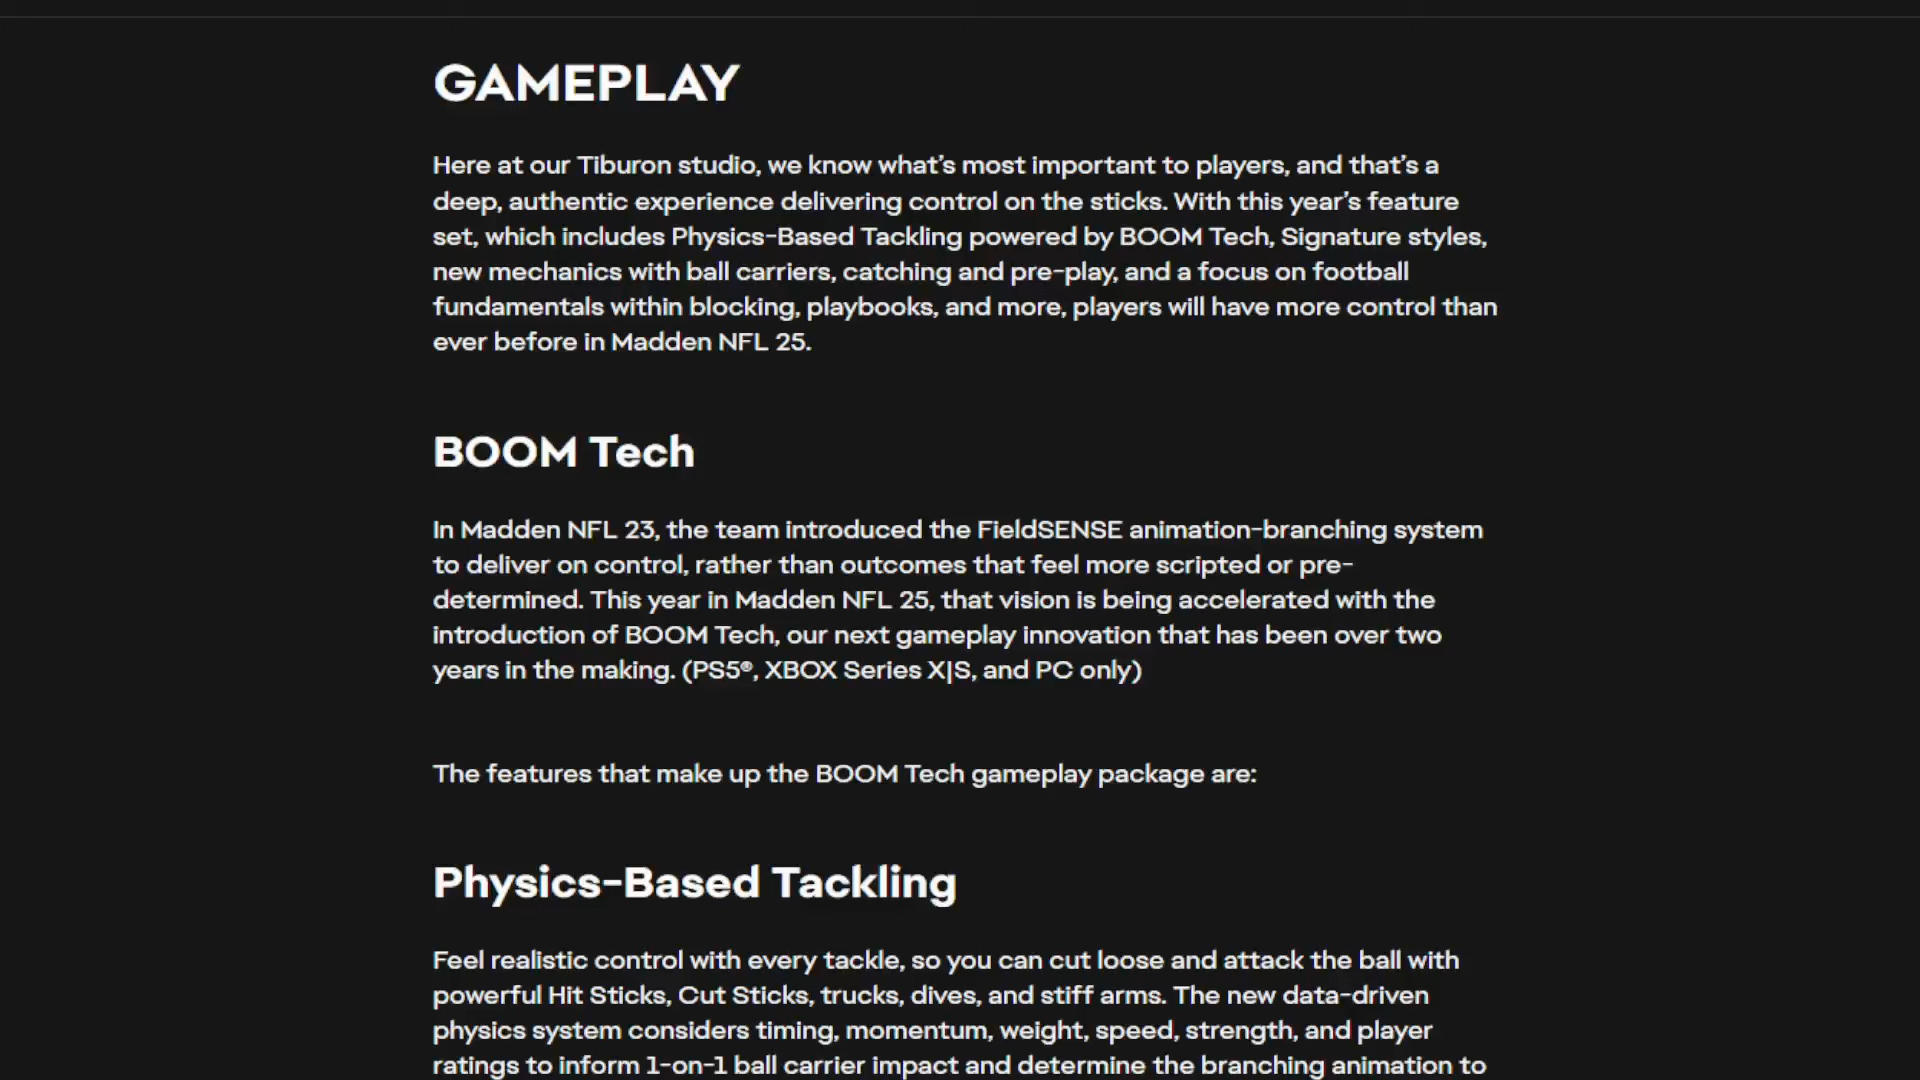 GAMEPLAY
Here at our Tiburon studio, we know what’s most important to players, and that’s a
deep, authentic experience delivering control on the sticks. With this year’s feature
set, which includes Physics-Based Tackling powered by BOOM Tech, Signature styles,
new mechanics with ball carriers, catching and pre-play, and a focus on football
fundamentals within blocking, playbooks, and more, players will have more control than
ever before in Madden NFL 25.
BOOM Tech
In Madden NFL 23, the team introduced the FieldSENSE animation-branching system
to deliver on control, rather than outcomes that feel more scripted or pre-
determined. This year in Madden NFL 25, that vision is being accelerated with the
introduction of BOOM Tech, our next gameplay innovation that has been over two
years in the making. (PS5®, XBOX Series X|S, and PC only)
The features that make up the BOOM Tech gameplay package are:
Physics-Based Tackling
Feel realistic control with every tackle, so you can cut loose and attack the ball with
powerful Hit Sticks, Cut Sticks, trucks, dives, and stiff arms. The new data-driven
physics system considers timing, momentum, weight, speed, strength, and player
ratings to inform 1-on-1 ball carrier impact and determine the branching animation to